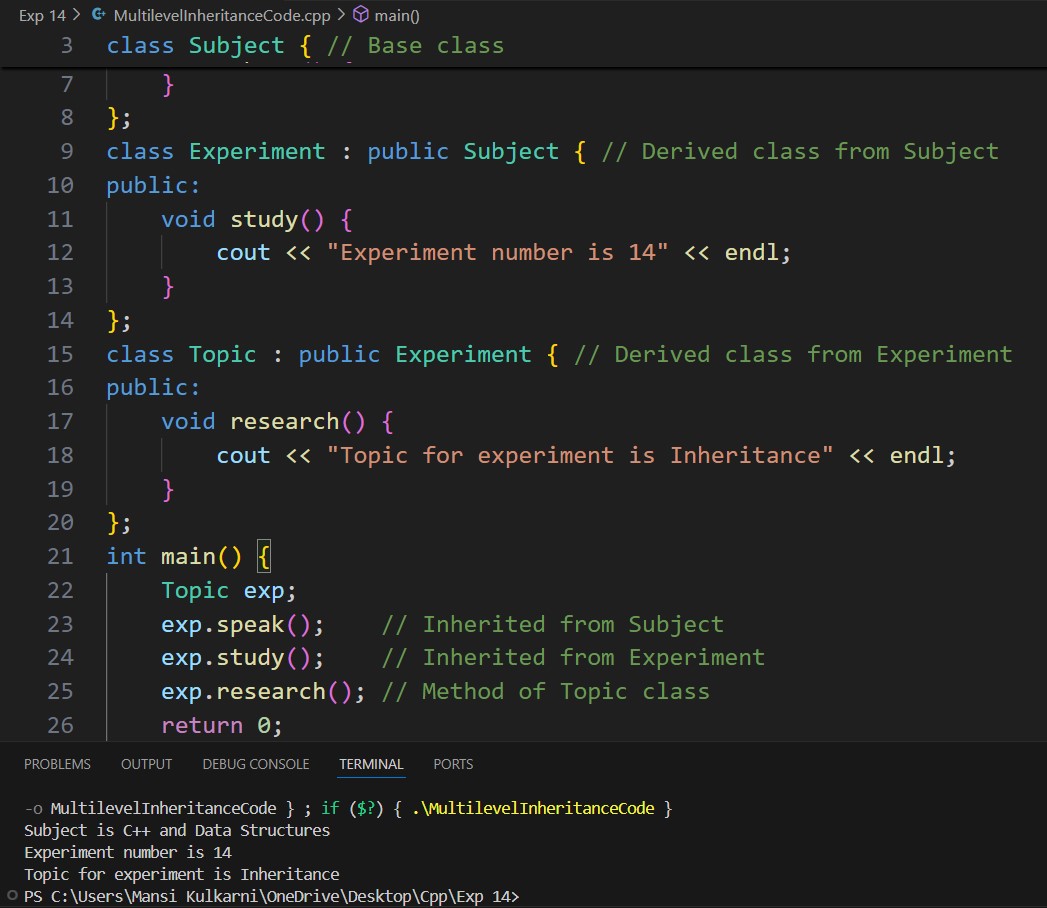 Exp 14 > MultilevelInheritanceCode.cpp > main()
3 class Subject { // Base class
7 }
8 };
9 class Experiment : public Subject { // Derived class from Subject
10 public:
11 void study() {
12 cout << "Experiment number is 14" << endl;
13 }
14 };
15 class Topic : public Experiment { // Derived class from Experiment
16 public:
17 void research() {
18 cout << "Topic for experiment is Inheritance" << endl;
19 }
20 };
21 int main() {
22 Topic exp;
23 exp.speak(); // Inherited from Subject
24 exp.study(); // Inherited from Experiment
25 exp.research(); // Method of Topic class
26 return 0;
PROBLEMS OUTPUT DEBUG CONSOLE TERMINAL PORTS
-o MultilevelInheritanceCode } ; if ($?) { .\MultilevelInheritanceCode }
Subject is C++ and Data Structures
Experiment number is 14
Topic for experiment is Inheritance
PS C:\Users\Mansi Kulkarni\OneDrive\Desktop\Cpp\Exp 14>